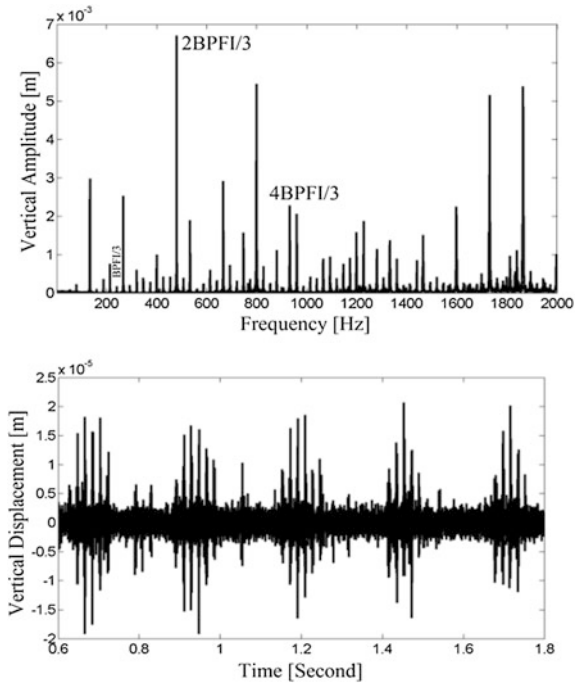 7 × 10⁻³
6
5
4
3
2
1
0
Vertical Amplitude [m]
2BPFI/3
4BPFI/3
BPFI/3
200 400 600 800 1000 1200 1400 1600 1800 2000
Frequency [Hz]
2.5 × 10⁻⁵
2
1.5
1
0.5
0
-0.5
-1
-1.5
-2
Vertical Displacement [m]
0.6 0.8 1 1.2 1.4 1.6 1.8
Time [Second]